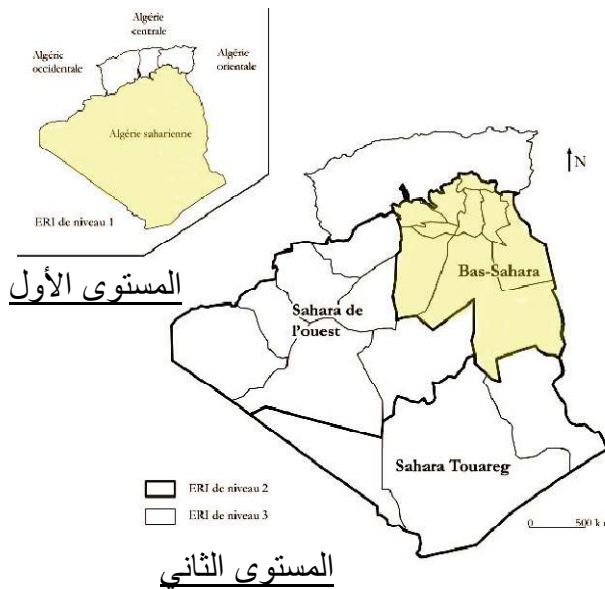 Algérie
centrale
Algérie
occidentale
Algérie
orientale
Algérie saharienne
ERI de niveau 1
المستوى الأول
N
Bas-Sahara
Sahara de
l'ouest
Sahara Touareg
ERI de niveau 2
ERI de niveau 3
0 500 k
المستوى الثاني